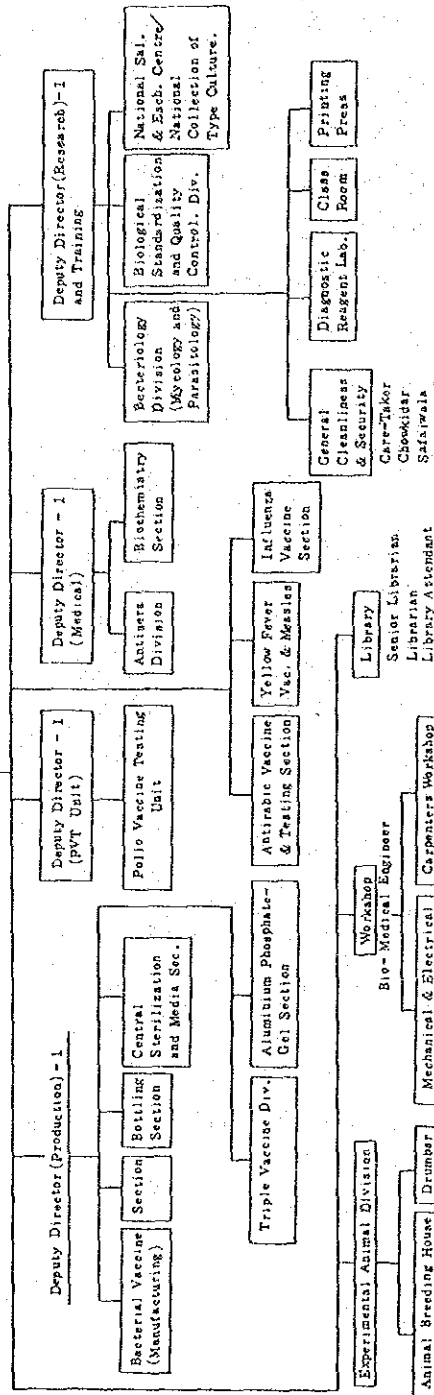 Deputy Director (Production) - 1
Deputy Director - 1
(PVT Unit)
Deputy Director - 1
(Medical)
Deputy Director (Research) - 1
and Training
Bacterial Vaccine
(Manufacturing)
Section
Bottling
Section
Central
Sterilization
and Media Sec.
Polio Vaccine Testing
Unit
Antisera
Division
Biochemistry
Section
Becteriology
Division
(Mycology and
Parasitology)
Biological
Standardization
and Quality
Control. Div.
National Sal.
& Esch. Centre/
National
Collection of
Type Culture.
Triple Vaccine Div.
Aluminium Phosphate-
Gel Section
Antirabic Vaccine
& Testing Section
Yellow Fever
Vac. & Measles
Influenza
Vaccine
Section
General
Cleanliness
& Security
Care-Takor
Chowkidar
Safaiwala
Diagnostic
Reagent Lab.
Class
Room
Printing
Press
Experimental Animal Division
Workshop
Bio-Medical Engineer
Library
Senior Librarian
Librarian
Library Attendant
Animal Breeding House
Drumbar
Mechanical & Electrical
Carpenters Workshop